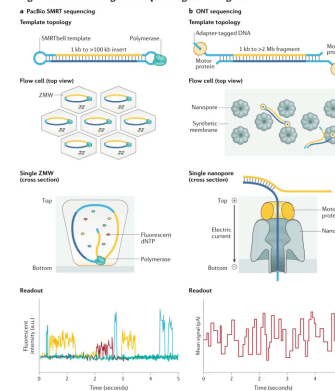 a PacBio SMRT sequencing
Template topology
SMRTbell template
Polymerase
1 kb to >100 kb insert
Flow cell (top view)
ZMW
Single ZMW
(cross section)
Top
Fluorescent
dNTP
Polymerase
Bottom
Readout
Fluorescent
intensity (a.u.)
0 2 2 3 4 5
Time (seconds)
b ONT sequencing
Template topology
Adapter-tagged DNA
1 kb to >2 Mb fragment
Motor
protein
Flow cell (top view)
Nanopore
Synthetic
membrane
Single nanopore
(cross section)
Top
Electric
current
Bottom
Readout
Mean signal (pA)
0 2 2 3 4
Time (seconds)